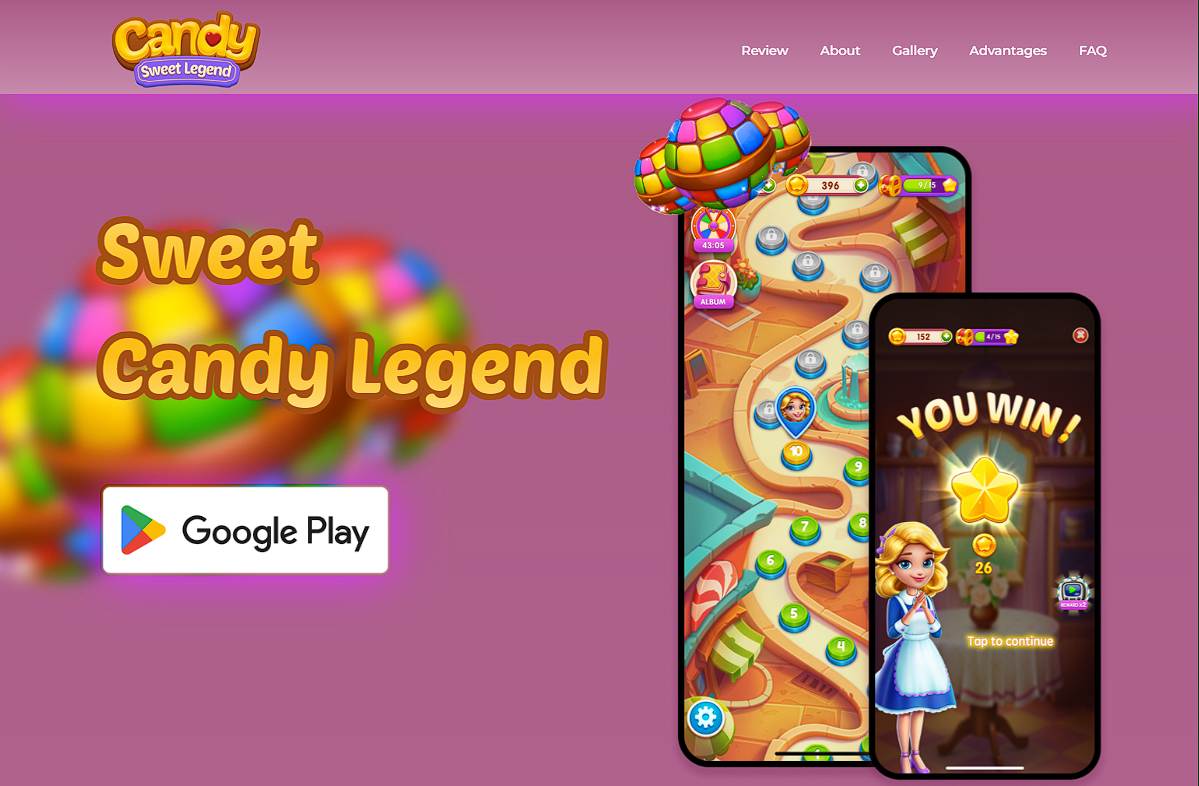 Candy
Sweet Legend
Review
About
Gallery
Advantages
FAQ
Sweet
Candy Legend
Google Play
396
9/15
43:05
ALBUM
10
9
8
7
6
5
4
152
4/15
YOU WIN!
26
REWARD X2
Tap to continue